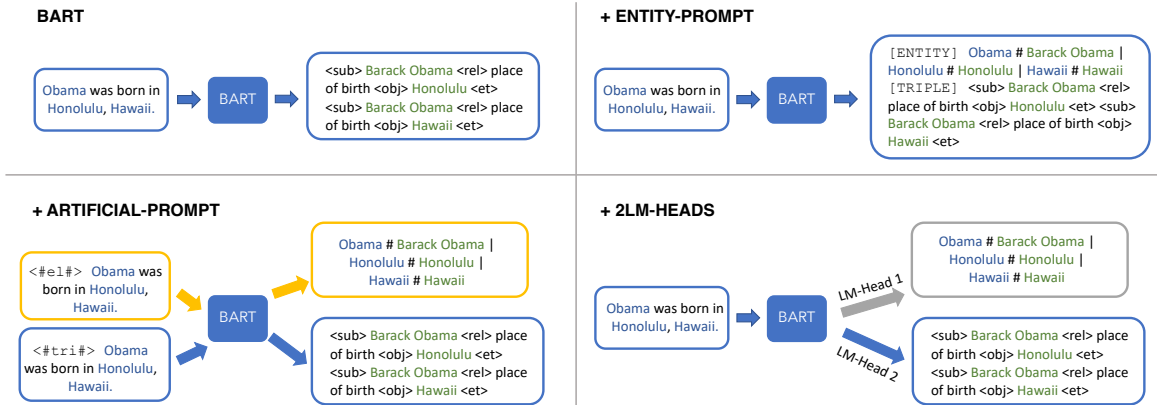 BART
Obama was born in
Honolulu, Hawaii.
BART
<sub> Barack Obama <rel> place
of birth <obj> Honolulu <et>
<sub> Barack Obama <rel> place
of birth <obj> Hawaii <et>
+ ENTITY-PROMPT
Obama was born in
Honolulu, Hawaii.
BART
[ENTITY] Obama # Barack Obama |
Honolulu # Honolulu | Hawaii # Hawaii
[TRIPLE] <sub> Barack Obama <rel>
place of birth <obj> Honolulu <et> <sub>
Barack Obama <rel> place of birth <obj>
Hawaii <et>
+ ARTIFICIAL-PROMPT
<#el#> Obama was
born in Honolulu,
Hawaii.
<#tri#> Obama
was born in Honolulu,
Hawaii.
BART
Obama # Barack Obama |
Honolulu # Honolulu |
Hawaii # Hawaii
<sub> Barack Obama <rel> place
of birth <obj> Honolulu <et>
<sub> Barack Obama <rel> place
of birth <obj> Hawaii <et>
+ 2LM-HEADS
Obama was born in
Honolulu, Hawaii.
BART
LM-Head 1
LM-Head 2
Obama # Barack Obama |
Honolulu # Honolulu |
Hawaii # Hawaii
<sub> Barack Obama <rel> place
of birth <obj> Honolulu <et>
<sub> Barack Obama <rel> place
of birth <obj> Hawaii <et>